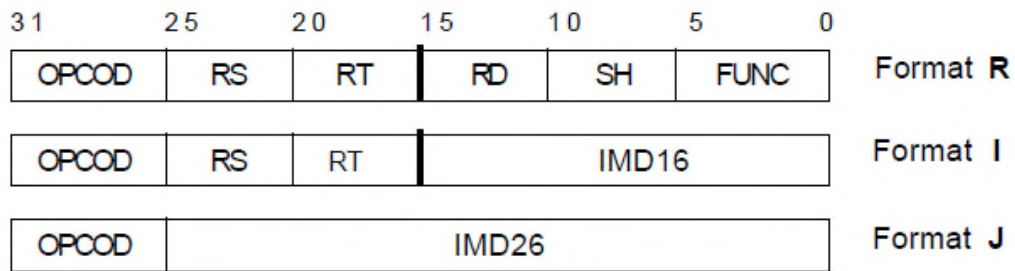 31 25 20 15 10 5 0
OPCOD RS RT RD SH FUNC Format R
OPCOD RS RT IMD16 Format I
OPCOD IMD26 Format J